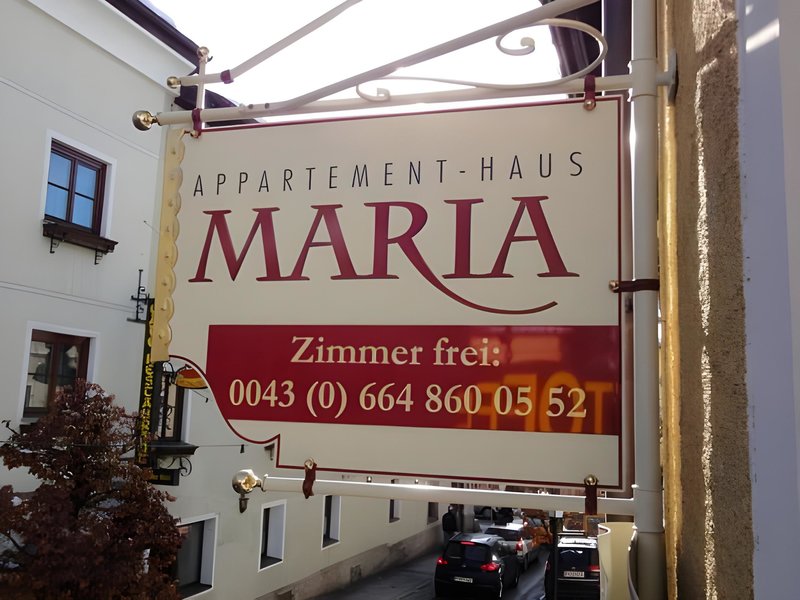 APPARTEMENT-HAUS
MARIA
Zimmer frei:
0043 (0) 664 860 05 52